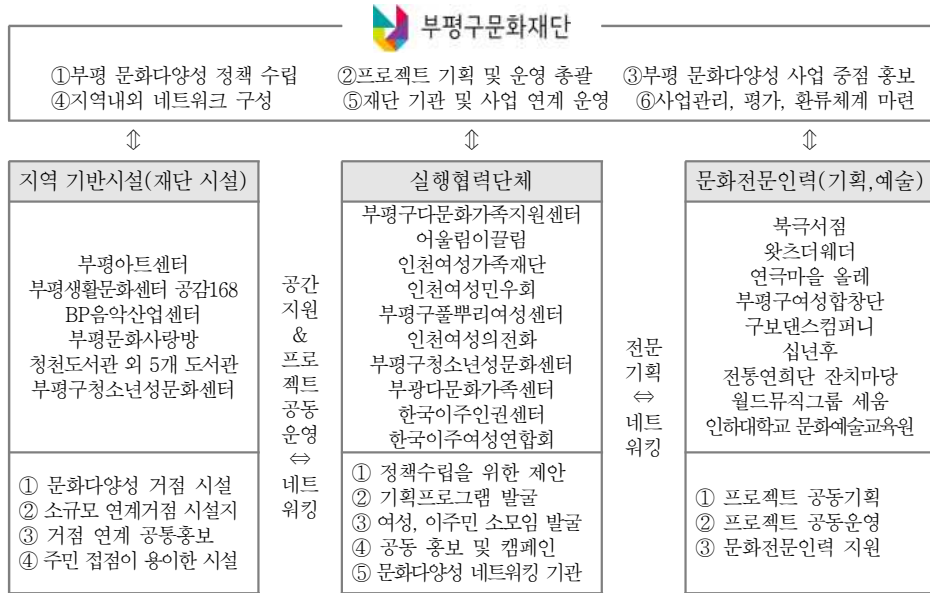 부평구문화재단
①부평 문화다양성 정책 수립 ②프로젝트 기획 및 운영 총괄 ③부평 문화다양성 사업 중점 홍보
④지역내외 네트워크 구성 ⑤재단 기관 및 사업 연계 운영 ⑥사업관리, 평가, 환류체계 마련
⇕ ⇕ ⇕
지역 기반시설(재단 시설)
부평아트센터
부평생활문화센터 공감168
BP음악산업센터
부평문화사랑방
청천도서관 외 5개 도서관
부평구청소년성문화센터
① 문화다양성 거점 시설
② 소규모 연계거점 시설지
③ 거점 연계 공통홍보
④ 주민 접점이 용이한 시설
공간
지원
&
프로
젝트
공동
운영
⇔
네트
워킹
실행협력단체
부평구다문화가족지원센터
어울림이끌림
인천여성가족재단
인천여성민우회
부평구풀뿌리여성센터
인천여성의전화
부평구청소년성문화센터
부광다문화가족센터
한국이주인권센터
한국이주여성연합회
① 정책수립을 위한 제안
② 기획프로그램 발굴
③ 여성, 이주민 소모임 발굴
④ 공동 홍보 및 캠페인
⑤ 문화다양성 네트워킹 기관
전문
기획
⇔
네트
워킹
문화전문인력(기획,예술)
북극서점
왓츠더웨더
연극마을 올레
부평구여성합창단
구보댄스컴퍼니
십년후
전통연희단 잔치마당
월드뮤직그룹 세움
인하대학교 문화예술교육원
① 프로젝트 공동기획
② 프로젝트 공동운영
③ 문화전문인력 지원